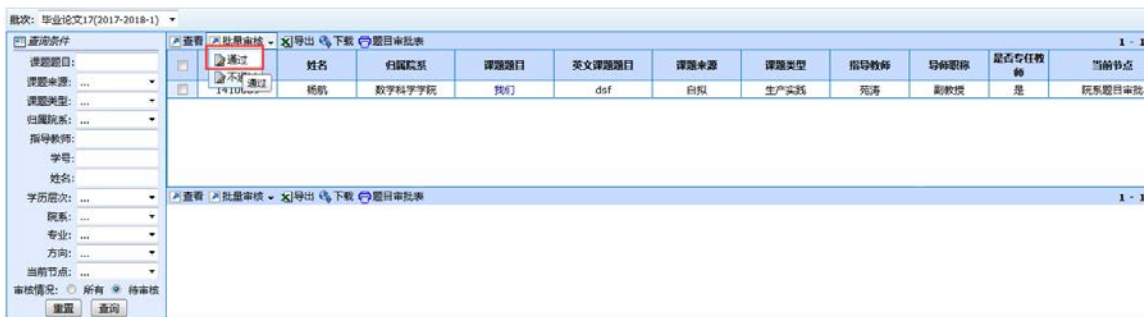 批次: 毕业论文17(2017-2018-1)
查询条件
课题题目:
课题来源: ...
课题类型: ...
归属院系: ...
指导教师:
学号:
姓名:
学历层次: ...
院系: ...
专业: ...
方向: ...
当前节点: ...
审核情况: 所有 待审核
重置 查询
查看 批量审核 导出 下载 题目审批表 1 - 1
通过
通过
姓名 归属院系 课题题目 英文课题题目 课题来源 课题类型 指导教师 导师职称 是否专任教师 当前节点
杨航 数学科学学院 我们 dsf 自拟 生产实践 苑涛 副教授 是 院系题目审批
查看 批量审核 导出 下载 题目审批表 1 - 1